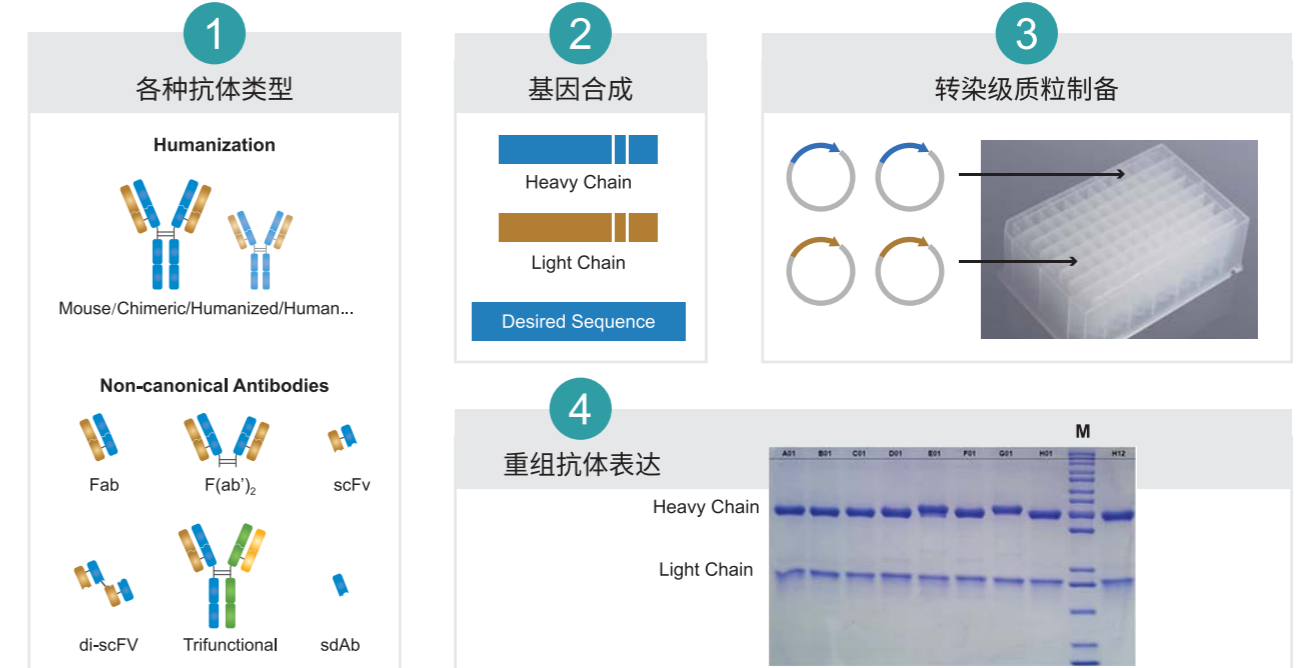 1
各种抗体类型
Humanization
Mouse/Chimeric/Humanized/Human...
Non-canonical Antibodies
Fab
F(ab’)₂
scFv
di-scFV
Trifunctional
sdAb
2
基因合成
Heavy Chain
Light Chain
Desired Sequence
3
转染级质粒制备
4
重组抗体表达
M
A01 B01 C01 D01 E01 F01 G01 H01 H12
Heavy Chain
Light Chain